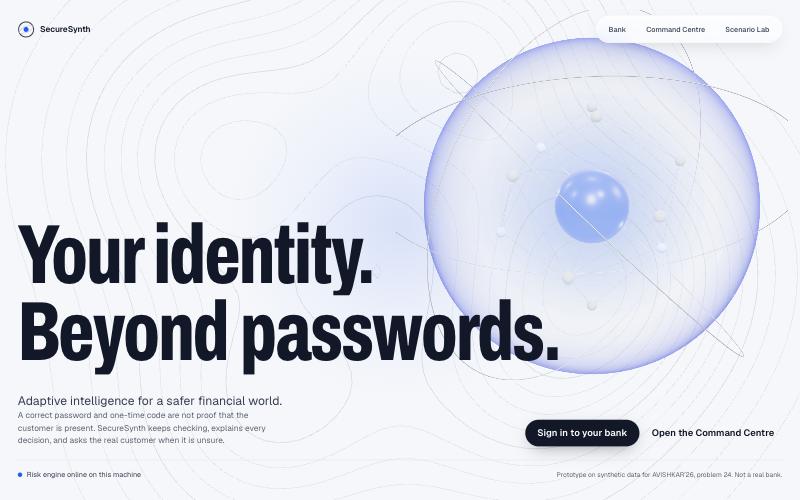 SecureSynth
Bank Command Centre Scenario Lab
Your identity.
Beyond passwords.
Adaptive intelligence for a safer financial world.
A correct password and one-time code are not proof that the
customer is present. SecureSynth keeps checking, explains every
decision, and asks the real customer when it is unsure.
Sign in to your bank Open the Command Centre
Risk engine online on this machine
Prototype on synthetic data for AVISHKAR'26, problem 24. Not a real bank.